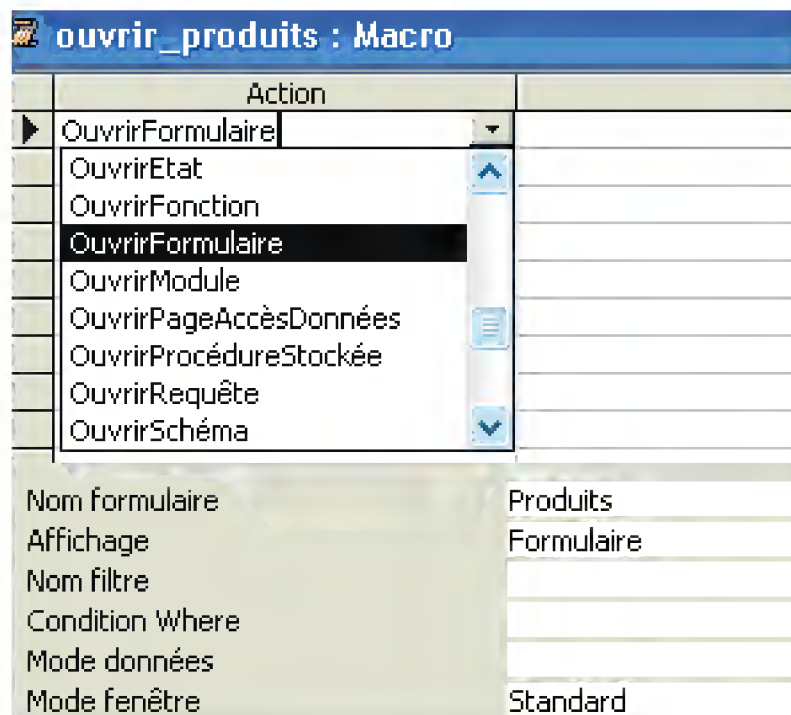 ouvrir_produits : Macro
Action
OuvrirFormulaire
OuvrirEtat
OuvrirFonction
OuvrirFormulaire
OuvrirModule
OuvrirPageAccèsDonnées
OuvrirProcédureStockée
OuvrirRequête
OuvrirSchéma
Nom formulaire Produits
Affichage Formulaire
Nom filtre
Condition Where
Mode données
Mode fenêtre Standard